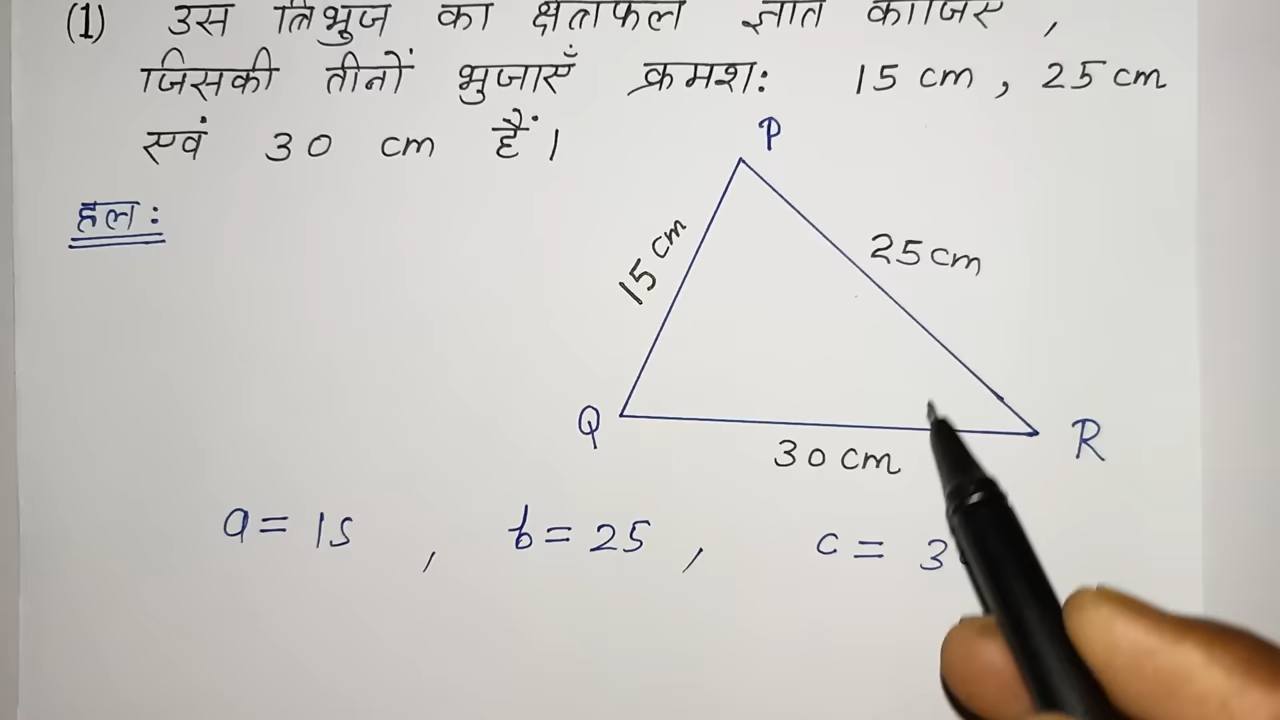 (1) उस त्रिभुज का क्षेत्रफल ज्ञात कीजिए ,
जिसकी तीनों भुजाएँ क्रमशः 15 cm , 25 cm
एवं 30 cm हैं।
हल :
P
15 cm
25 cm
Q
R
30 cm
a = 15 , b = 25 , c = 3